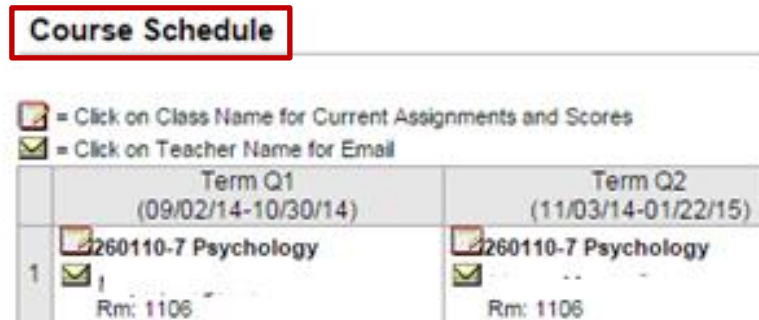 Course Schedule
= Click on Class Name for Current Assignments and Scores
= Click on Teacher Name for Email
Term Q1 Term Q2
(09/02/14-10/30/14) (11/03/14-01/22/15)
260110-7 Psychology 260110-7 Psychology
1
Rm: 1106 Rm: 1106